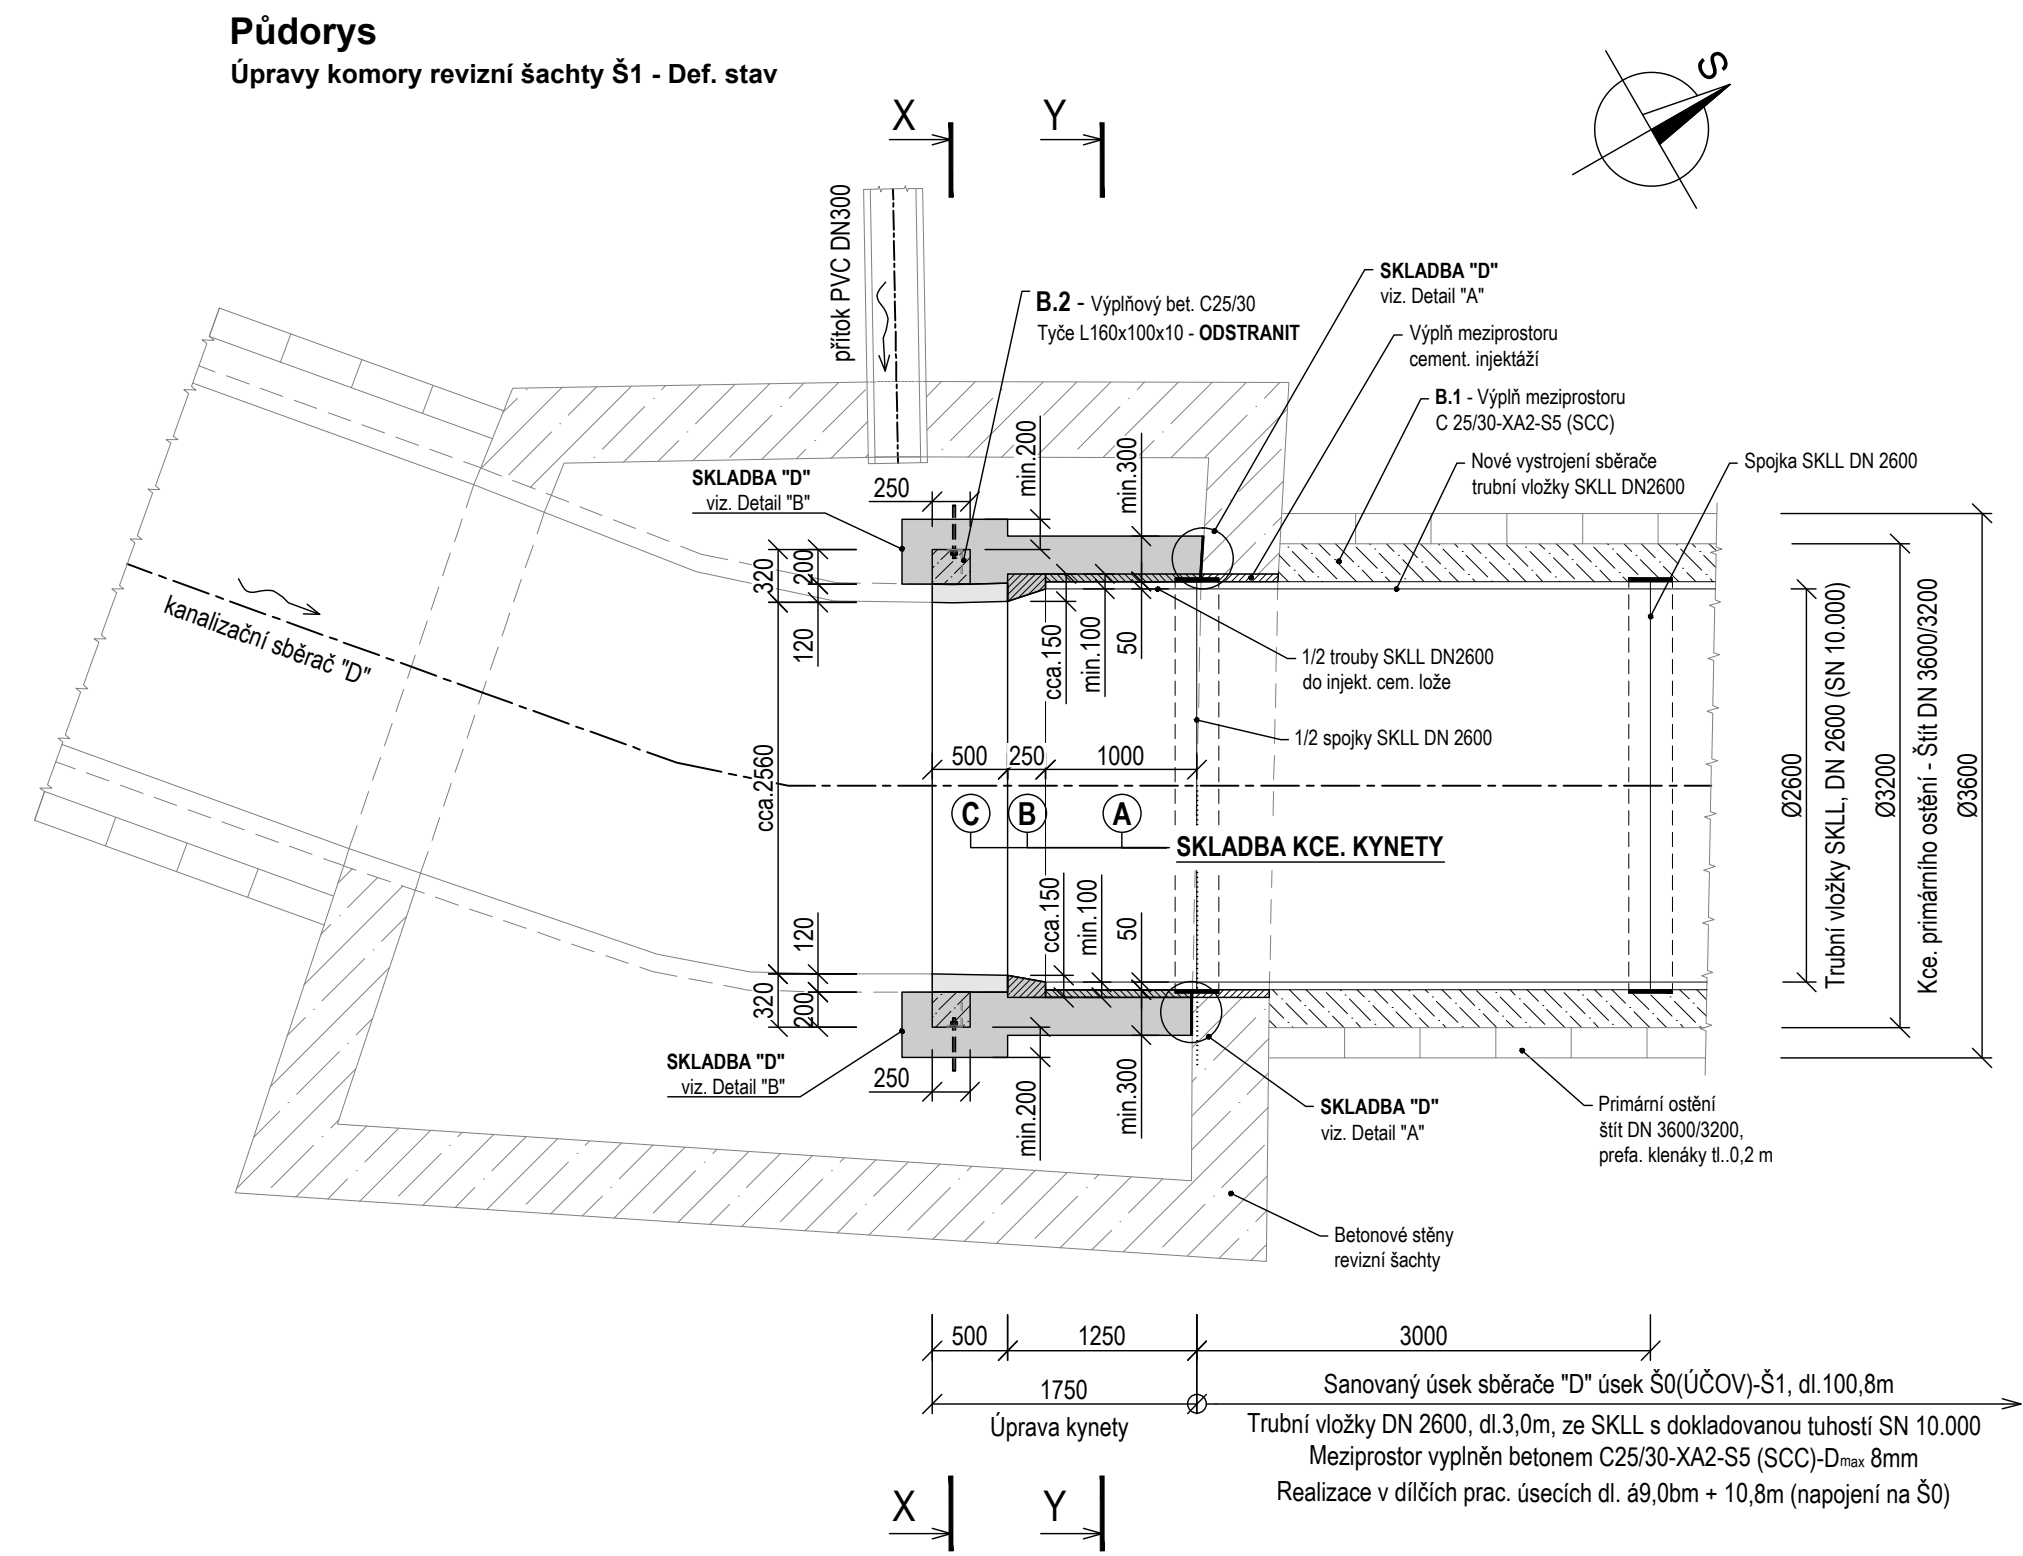 Půdorys
Úpravy komory revizní šachty Š1 - Def. stav
S
X
Y
přítok PVC DN300
B.2 - Výplňový bet. C25/30
Tyče L160x100x10 - ODSTRANIT
SKLADBA "D"
viz. Detail "A"
Výplň meziprostoru
cement. injektáží
B.1 - Výplň meziprostoru
C 25/30-XA2-S5 (SCC)
Nové vystrojení sběrače
trubní vložky SKLL DN2600
Spojka SKLL DN 2600
SKLADBA "D"
viz. Detail "B"
250
min.200
min.300
320
200
120
cca.150
min.100
50
kanalizační sběrač "D"
1/2 trouby SKLL DN2600
do injekt. cem. lože
1/2 spojky SKLL DN 2600
cca.2560
500
250
1000
C
B
A
SKLADBA KCE. KYNETY
Ø2600
Trubní vložky SKLL, DN 2600 (SN 10.000)
Ø3200
Kce. primárního ostění - Štít DN 3600/3200
Ø3600
120
320
200
cca.150
min.100
50
SKLADBA "D"
viz. Detail "B"
250
min.200
min.300
SKLADBA "D"
viz. Detail "A"
Primární ostění
štít DN 3600/3200,
prefa. klenáky tl..0,2 m
Betonové stěny
revizní šachty
500
1250
3000
1750
Úprava kynety
Sanovaný úsek sběrače "D" úsek Š0(ÚČOV)-Š1, dl.100,8m
Trubní vložky DN 2600, dl.3,0m, ze SKLL s dokladovanou tuhostí SN 10.000
Meziprostor vyplněn betonem C25/30-XA2-S5 (SCC)-Dmax 8mm
Realizace v dílčích prac. úsecích dl. á9,0bm + 10,8m (napojení na Š0)
X
Y